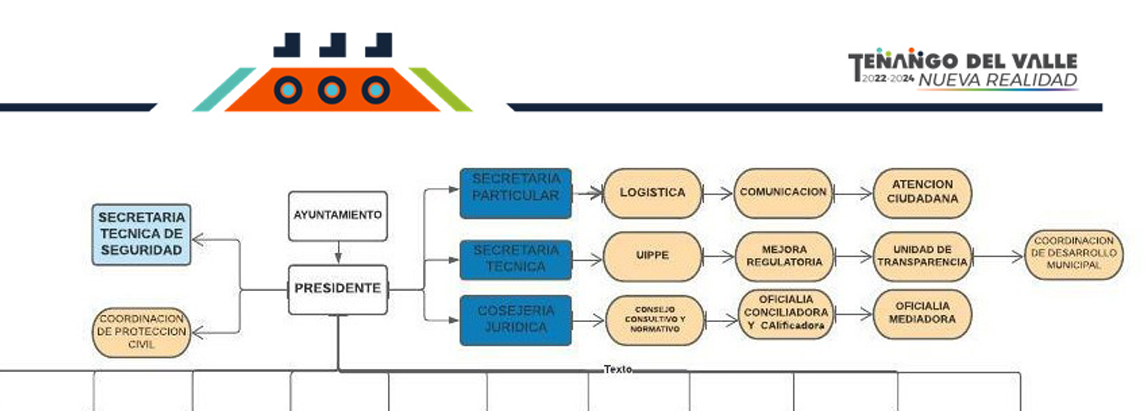 TENANGO DEL VALLE
2022-2024 NUEVA REALIDAD
SECRETARIA
TECNICA DE
SEGURIDAD
COORDINACION
DE PROTECCION
CIVIL
AYUNTAMIENTO
PRESIDENTE
SECRETARIA
PARTICULAR
LOGISTICA
COMUNICACION
ATENCION
CIUDADANA
SECRETARIA
TECNICA
UIPPE
MEJORA
REGULATORIA
UNIDAD DE
TRANSPARENCIA
COORDINACION
DE DESARROLLO
MUNICIPAL
COSEJERIA
JURIDICA
CONSEJO
CONSULTIVO Y
NORMATIVO
OFICIALIA
CONCILIADORA
Y CAlificadora
OFICIALIA
MEDIADORA
Texto